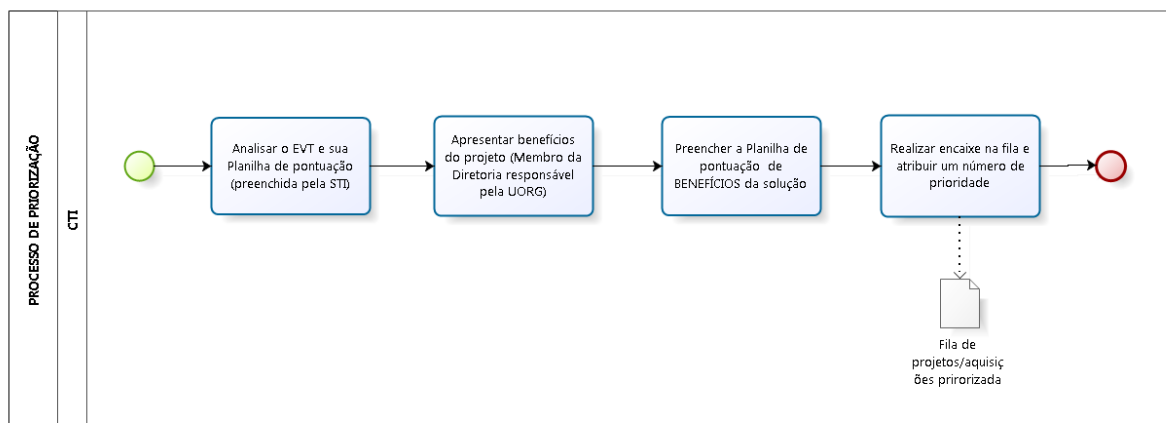 PROCESSO DE PRIORIZAÇÃO
CTI
Analisar o EVT e sua
Planilha de pontuação
(preenchida pela STI)
Apresentar benefícios
do projeto (Membro da
Diretoria responsável
pela UORG)
Preencher a Planilha de
pontuação de
BENEFÍCIOS da solução
Realizar encaixe na fila e
atribuir um número de
prioridade
Fila de
projetos/aquisiç
ões prirorizada